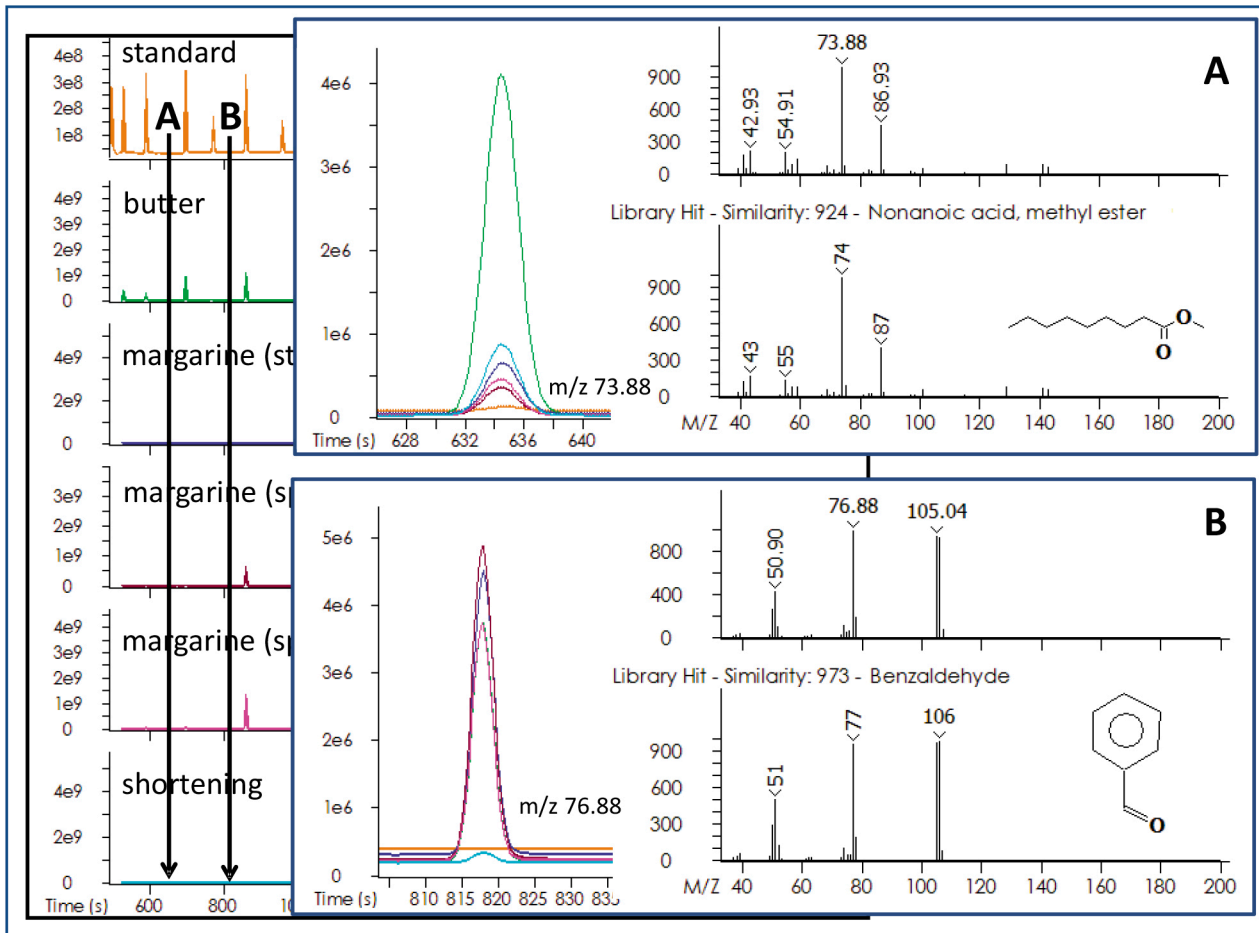 standard
4e8
3e8
2e8
1e8
A
B
butter
4e9
3e9
2e9
1e9
0
margarine (st
4e9
2e9
0
margarine (sp
3e9
2e9
1e9
0
margarine (sp
4e9
3e9
2e9
1e9
0
shortening
4e9
2e9
0
Time (s) 600 800 10
A
4e6
3e6
2e6
1e6
0
m/z 73.88
Time (s) 628 632 636 640
900
600
300
0
42.93
54.91
73.88
86.93
Library Hit - Similarity: 924 - Nonanoic acid, methyl ester
900
600
300
0
43
55
74
87
O
O
M/Z 40 60 80 100 120 140 160 180 200
B
5e6
4e6
3e6
2e6
1e6
0
m/z 76.88
Time (s) 810 815 820 825 830 835
800
400
0
50.90
76.88
105.04
Library Hit - Similarity: 973 - Benzaldehyde
900
600
300
0
51
77
106
O
M/Z 40 60 80 100 120 140 160 180 200